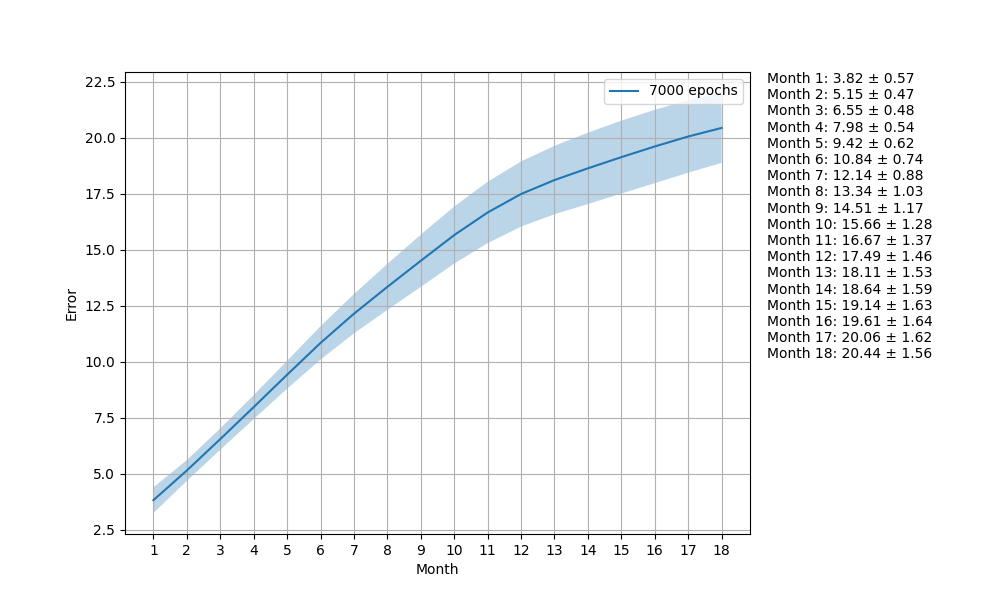 22.5
20.0
17.5
15.0
12.5
10.0
7.5
5.0
2.5
Error
1 2 3 4 5 6 7 8 9 10 11 12 13 14 15 16 17 18
Month
7000 epochs
Month 1: 3.82 ± 0.57
Month 2: 5.15 ± 0.47
Month 3: 6.55 ± 0.48
Month 4: 7.98 ± 0.54
Month 5: 9.42 ± 0.62
Month 6: 10.84 ± 0.74
Month 7: 12.14 ± 0.88
Month 8: 13.34 ± 1.03
Month 9: 14.51 ± 1.17
Month 10: 15.66 ± 1.28
Month 11: 16.67 ± 1.37
Month 12: 17.49 ± 1.46
Month 13: 18.11 ± 1.53
Month 14: 18.64 ± 1.59
Month 15: 19.14 ± 1.63
Month 16: 19.61 ± 1.64
Month 17: 20.06 ± 1.62
Month 18: 20.44 ± 1.56